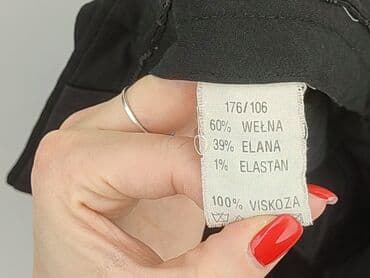 176/106
60% WEŁNA
39% ELANA
1% ELASTAN
100% VISKOZA